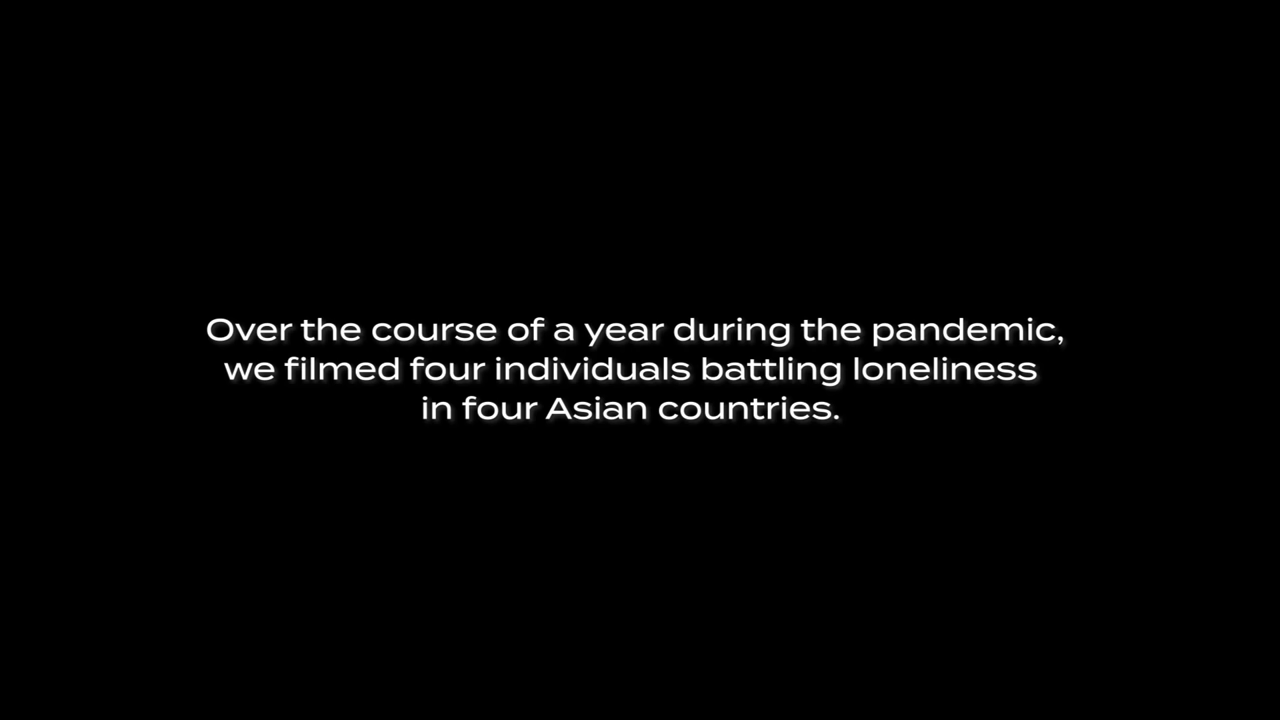 Over the course of a year during the pandemic,
we filmed four individuals battling loneliness
in four Asian countries.